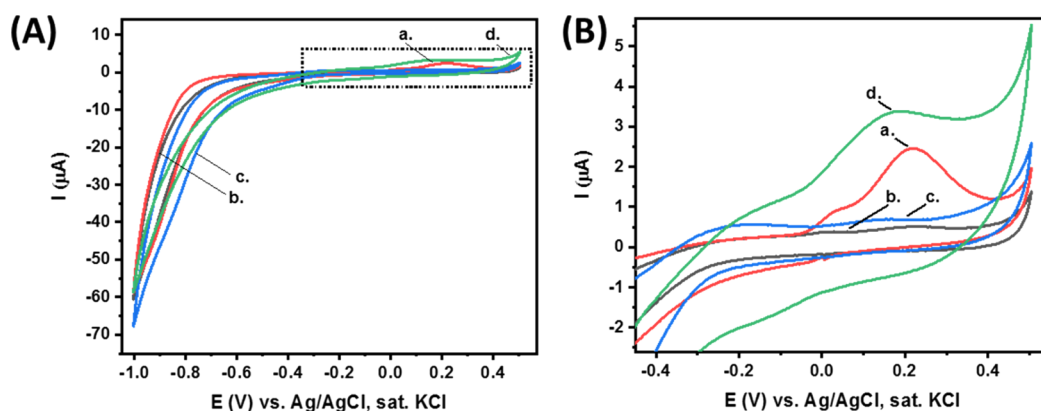 (A)
10
0
-10
-20
-30
-40
-50
-60
-70
I (µA)
a.
d.
c.
b.
-1.0
-0.8
-0.6
-0.4
-0.2
0.0
0.2
0.4
E (V) vs. Ag/AgCl, sat. KCl
(B)
5
4
3
2
1
0
-1
-2
I (µA)
d.
a.
b.
c.
-0.4
-0.2
0.0
0.2
0.4
E (V) vs. Ag/AgCl, sat. KCl